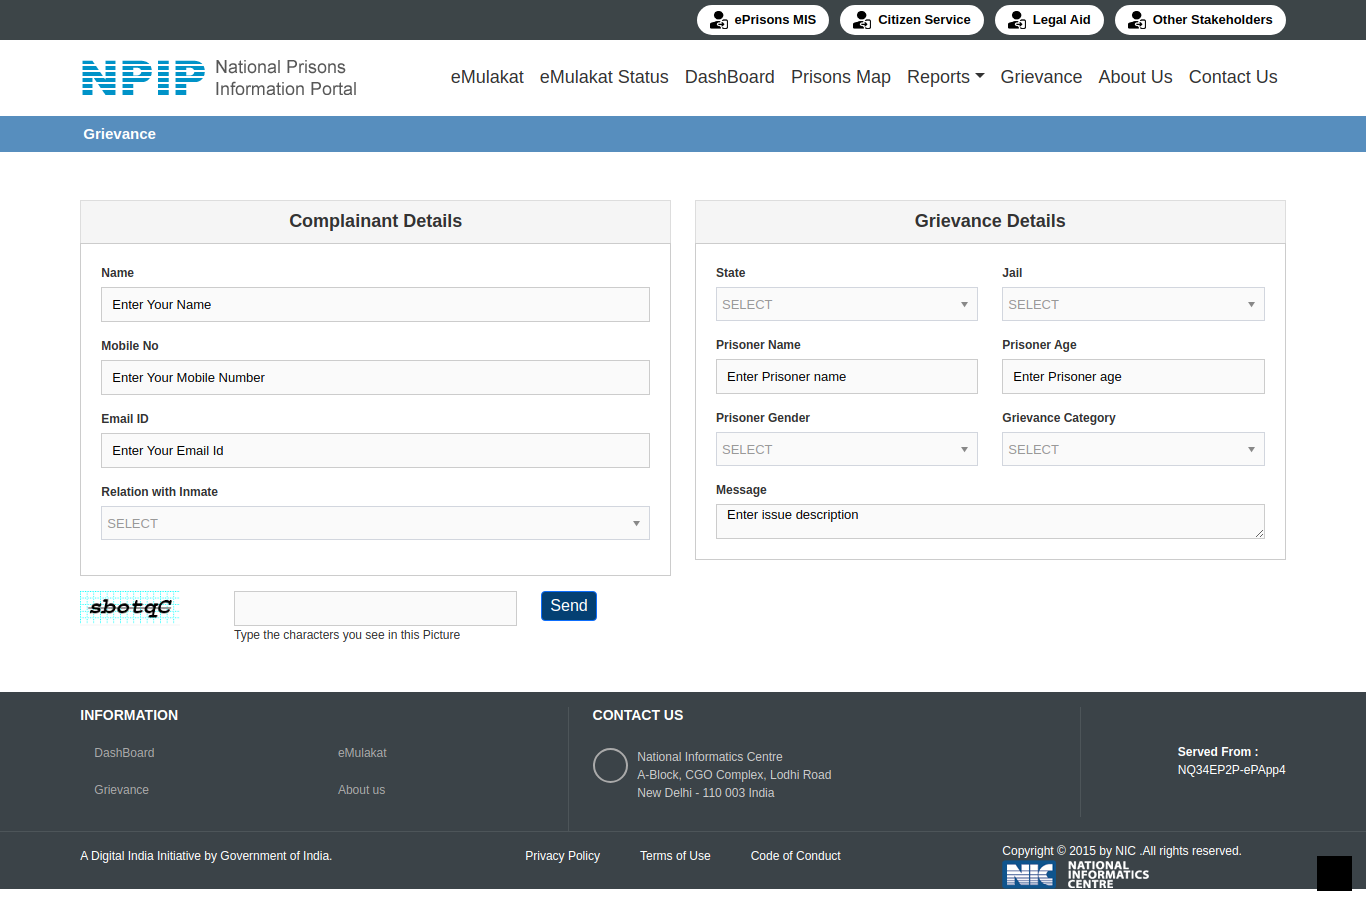 ePrisons MIS Citizen Service Legal Aid Other Stakeholders
NPIP National Prisons
Information Portal
eMulakat eMulakat Status DashBoard Prisons Map Reports Grievance About Us Contact Us
Grievance
Complainant Details
Name
Enter Your Name
Mobile No
Enter Your Mobile Number
Email ID
Enter Your Email Id
Relation with Inmate
SELECT
Grievance Details
State Jail
SELECT SELECT
Prisoner Name Prisoner Age
Enter Prisoner name Enter Prisoner age
Prisoner Gender Grievance Category
SELECT SELECT
Message
Enter issue description
sbotqC
Send
Type the characters you see in this Picture
INFORMATION
DashBoard eMulakat
Grievance About us
CONTACT US
National Informatics Centre
A-Block, CGO Complex, Lodhi Road
New Delhi - 110 003 India
Served From :
NQ34EP2P-ePApp4
A Digital India Initiative by Government of India.
Privacy Policy Terms of Use Code of Conduct
Copyright © 2015 by NIC .All rights reserved.
NIC NATIONAL
INFORMATICS
CENTRE